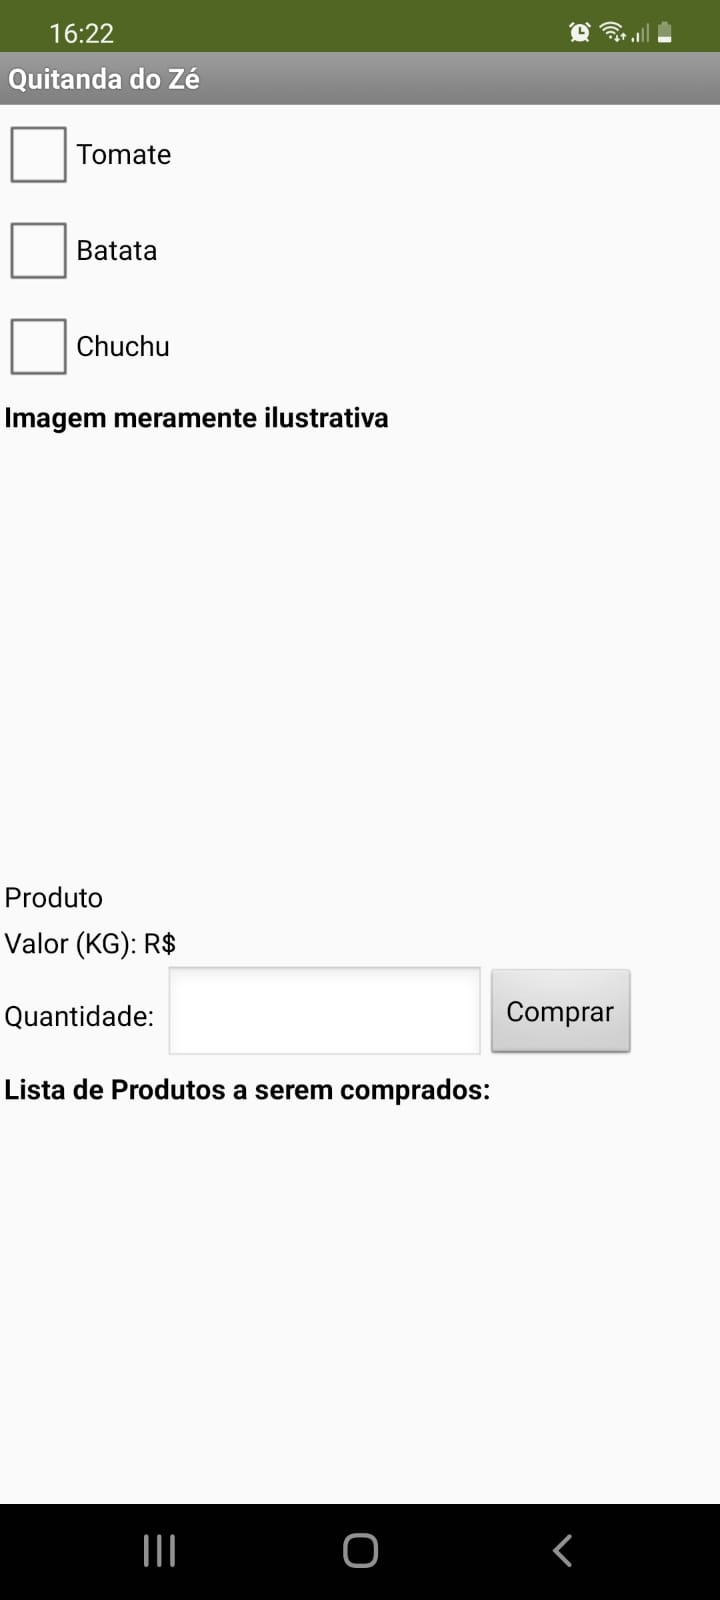 16:22
Quitanda do Zé
Tomate
Batata
Chuchu
Imagem meramente ilustrativa
Produto
Valor (KG): R$
Quantidade:
Comprar
Lista de Produtos a serem comprados: